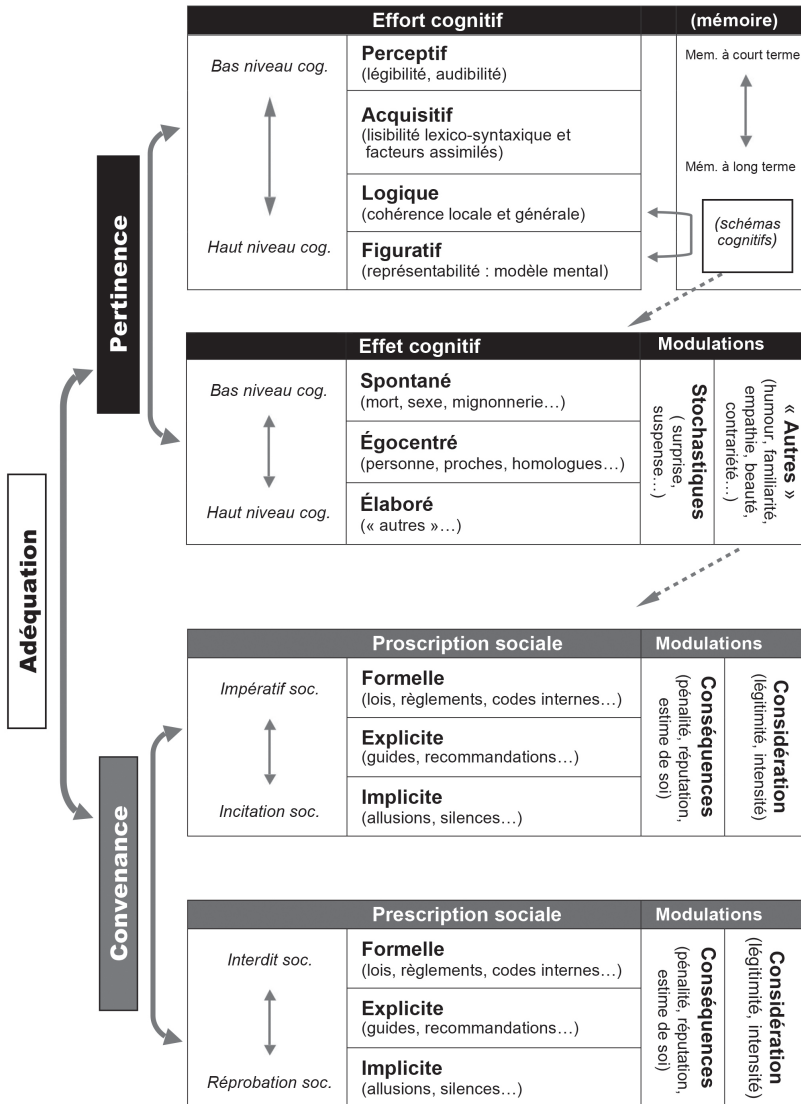 Adéquation
Pertinence
Convenance
Effort cognitif
(mémoire)
Bas niveau cog.
Haut niveau cog.
Perceptif
(légibilité, audibilité)
Acquisitif
(lisibilité lexico-syntaxique et
facteurs assimilés)
Logique
(cohérence locale et générale)
Figuratif
(représentabilité : modèle mental)
Mem. à court terme
Mém. à long terme
(schémas
cognitifs)
Effet cognitif
Modulations
Bas niveau cog.
Haut niveau cog.
Spontané
(mort, sexe, mignonnerie…)
Égocentré
(personne, proches, homologues…)
Élaboré
(« autres »…)
Stochastiques
( surprise,
suspense…)
« Autres »
(humour, familiarité,
empathie, beauté,
contrariété…)
Proscription sociale
Modulations
Impératif soc.
Incitation soc.
Formelle
(lois, règlements, codes internes…)
Explicite
(guides, recommandations…)
Implicite
(allusions, silences…)
Conséquences
(pénalité, réputation,
estime de soi)
Considération
(légitimité, intensité)
Prescription sociale
Modulations
Interdit soc.
Réprobation soc.
Formelle
(lois, règlements, codes internes…)
Explicite
(guides, recommandations…)
Implicite
(allusions, silences…)
Conséquences
(pénalité, réputation,
estime de soi)
Considération
(légitimité, intensité)